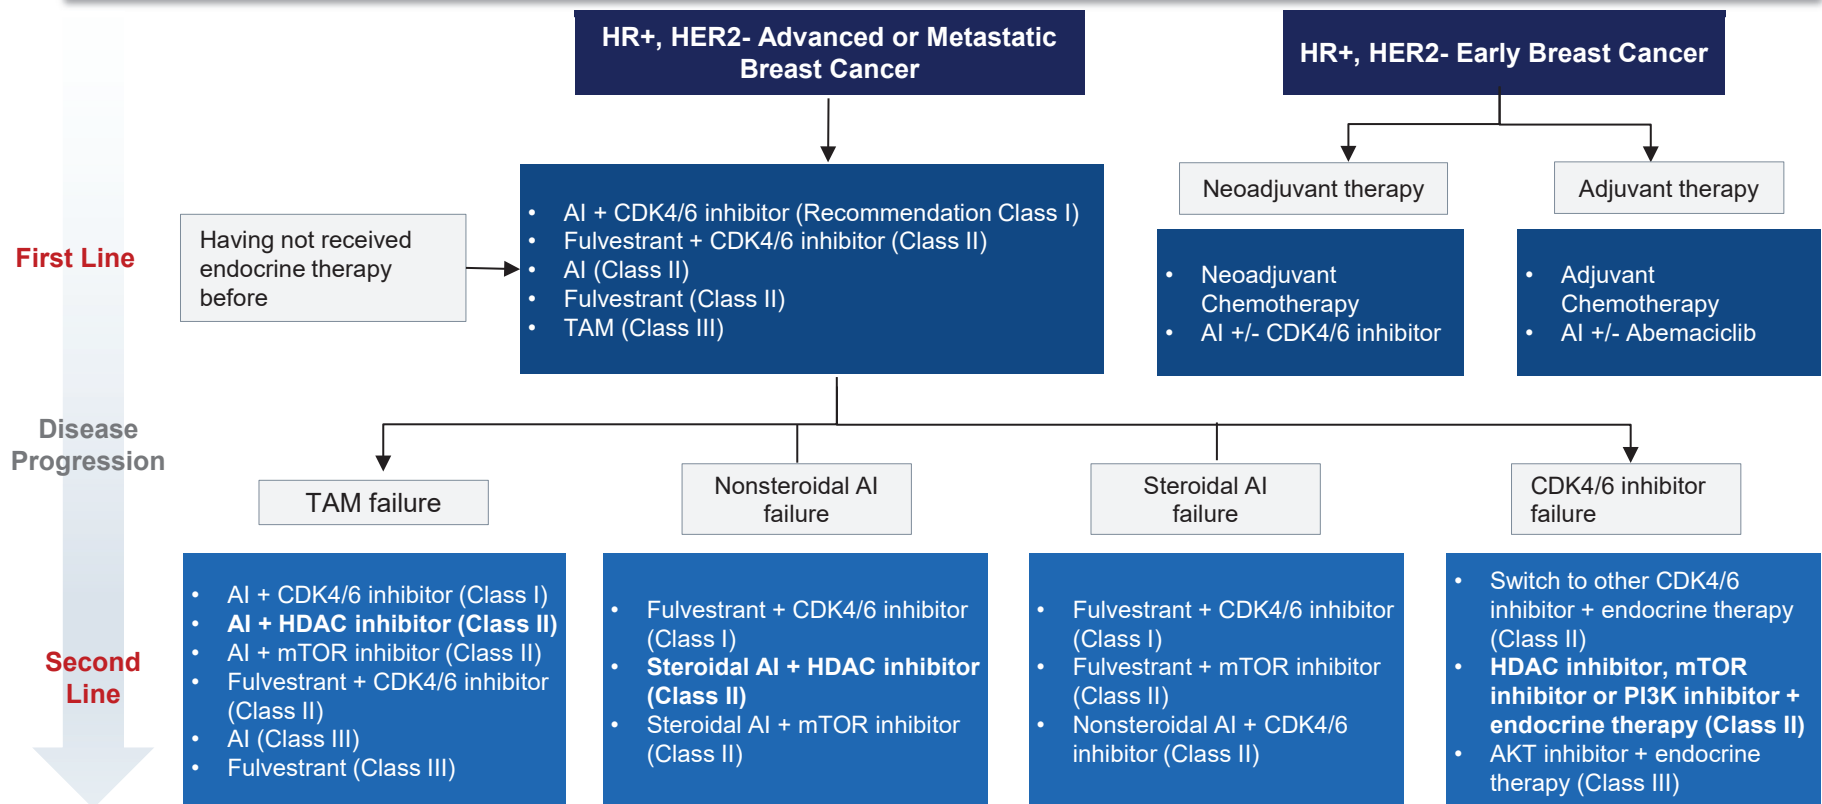 HR+, HER2- Advanced or Metastatic
Breast Cancer
HR+, HER2- Early Breast Cancer
Neoadjuvant therapy
Adjuvant therapy
First Line
Having not received
endocrine therapy
before
• AI + CDK4/6 inhibitor (Recommendation Class I)
• Fulvestrant + CDK4/6 inhibitor (Class II)
• AI (Class II)
• Fulvestrant (Class II)
• TAM (Class III)
• Neoadjuvant
Chemotherapy
• AI +/- CDK4/6 inhibitor
• Adjuvant
Chemotherapy
• AI +/- Abemaciclib
Disease
Progression
TAM failure
Nonsteroidal AI
failure
Steroidal AI
failure
CDK4/6 inhibitor
failure
Second
Line
• AI + CDK4/6 inhibitor (Class I)
• AI + HDAC inhibitor (Class II)
• AI + mTOR inhibitor (Class II)
• Fulvestrant + CDK4/6 inhibitor
(Class II)
• AI (Class III)
• Fulvestrant (Class III)
• Fulvestrant + CDK4/6 inhibitor
(Class I)
• Steroidal AI + HDAC inhibitor
(Class II)
• Steroidal AI + mTOR inhibitor
(Class II)
• Fulvestrant + CDK4/6 inhibitor
(Class I)
• Fulvestrant + mTOR inhibitor
(Class II)
• Nonsteroidal AI + CDK4/6
inhibitor (Class II)
• Switch to other CDK4/6
inhibitor + endocrine therapy
(Class II)
• HDAC inhibitor, mTOR
inhibitor or PI3K inhibitor +
endocrine therapy (Class II)
• AKT inhibitor + endocrine
therapy (Class III)